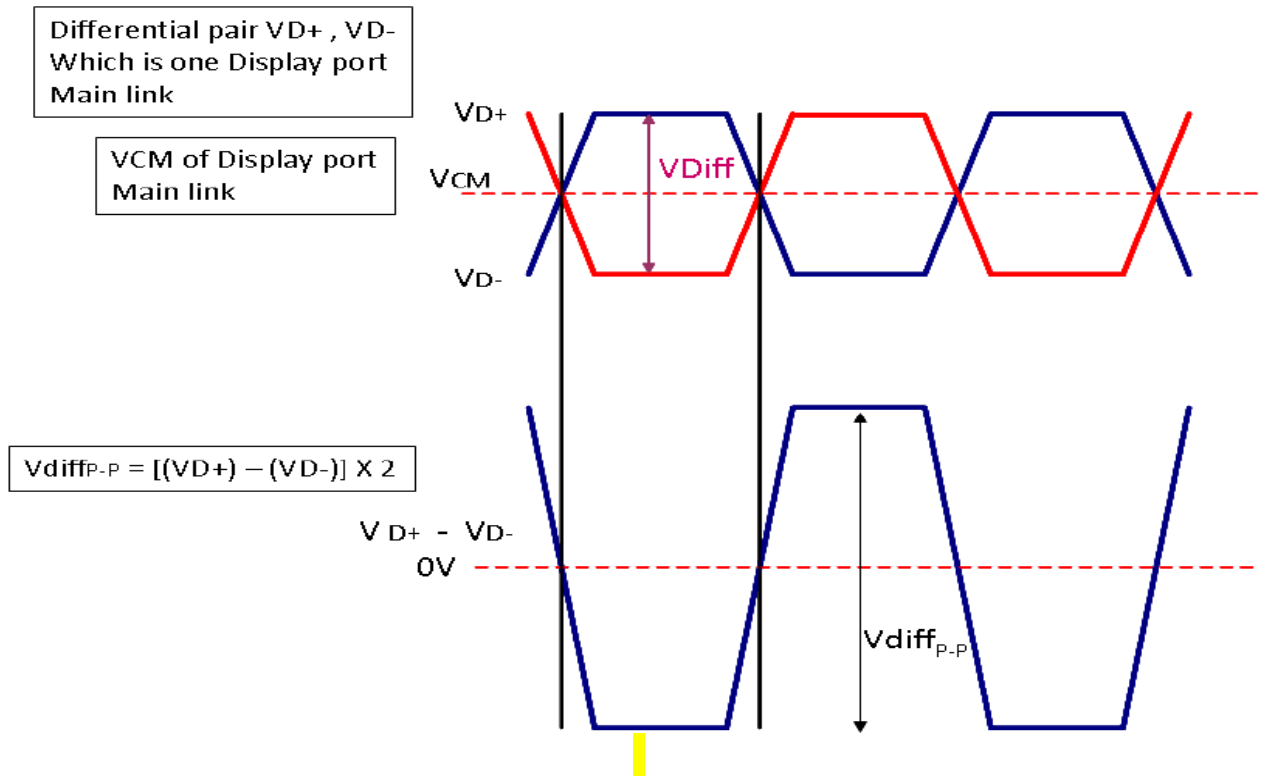 Differential pair VD+ , VD-
Which is one Display port
Main link
VCM of Display port
Main link
VD+
VDiff
VCM
VD-
VdiffP-P = [(VD+) – (VD-)] X 2
V D+ - VD-
0V
VdiffP-P